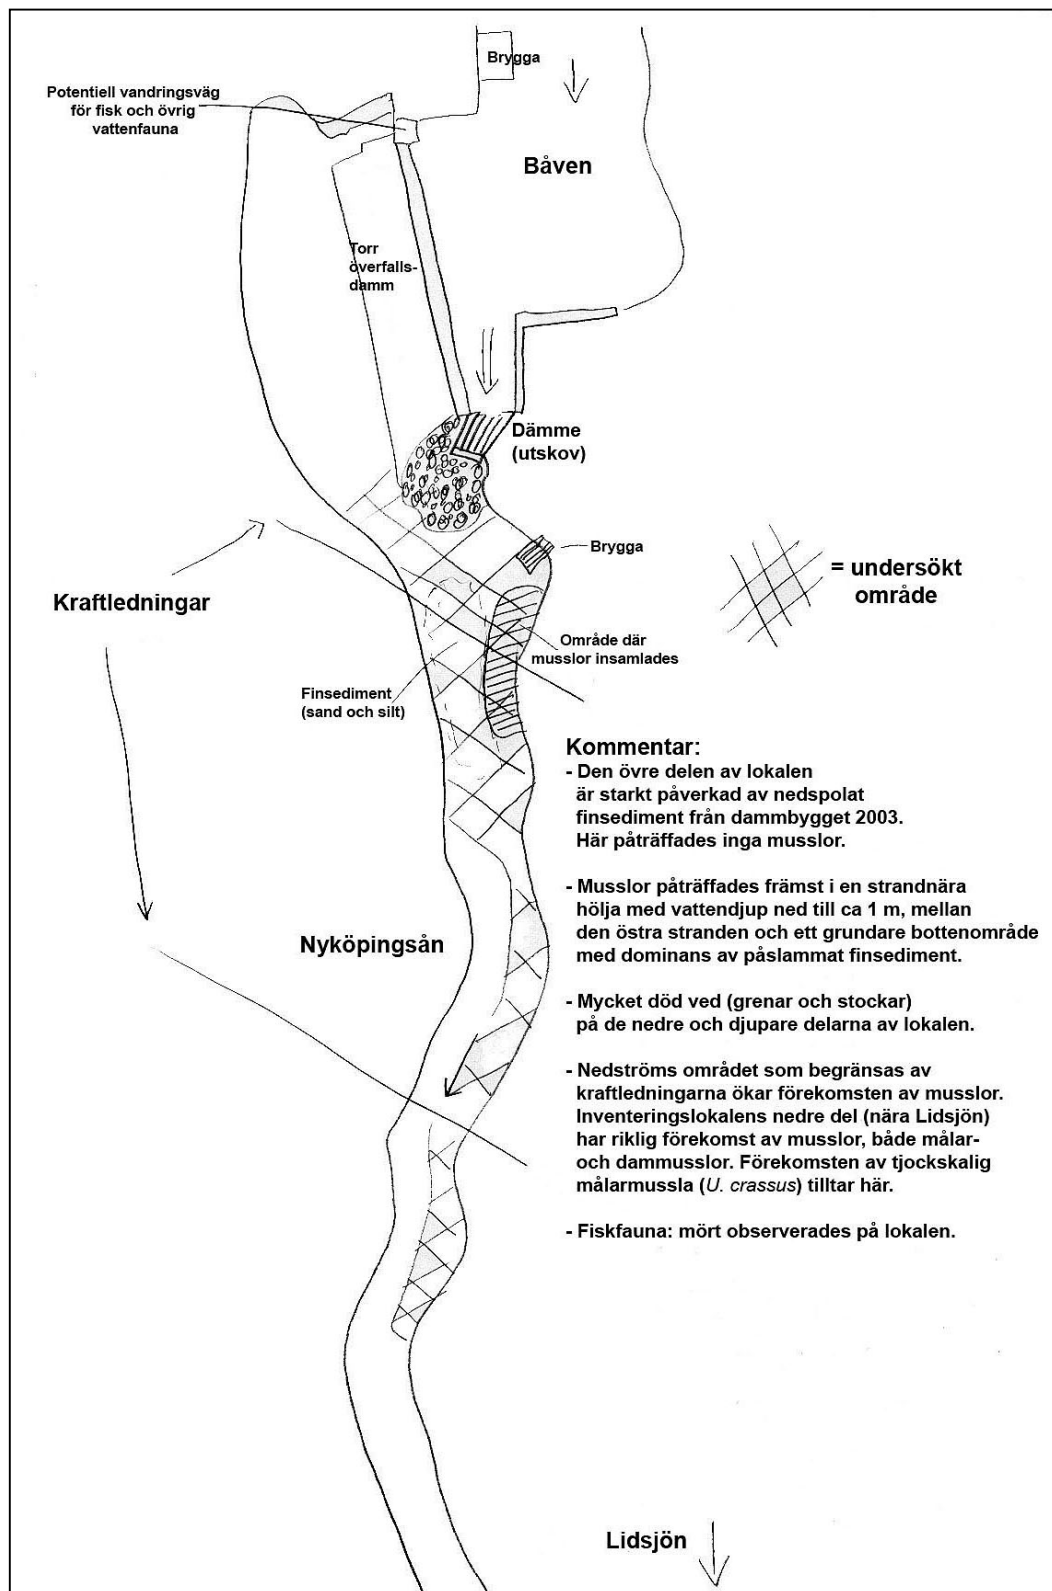 Brygga
Potentiell vandringsväg
för fisk och övrig
vattenfauna
Båven
Torr
överfalls-
damm
Dämme
(utskov)
Brygga
= undersökt
område
Kraftledningar
Område där
musslor insamlades
Finsediment
(sand och silt)
Kommentar:
- Den övre delen av lokalen
är starkt påverkad av nedspolat
finsediment från dammbygget 2003.
Här påträffades inga musslor.
- Musslor påträffades främst i en strandnära
hölja med vattendjup ned till ca 1 m, mellan
den östra stranden och ett grundare bottenområde
med dominans av påslammat finsediment.
Nyköpingsån
- Mycket död ved (grenar och stockar)
på de nedre och djupare delarna av lokalen.
- Nedströms området som begränsas av
kraftledningarna ökar förekomsten av musslor.
Inventeringslokalens nedre del (nära Lidsjön)
har riklig förekomst av musslor, både målar-
och dammusslor. Förekomsten av tjockskalig
målarmussla (U. crassus) tilltar här.
- Fiskfauna: mört observerades på lokalen.
Lidsjön